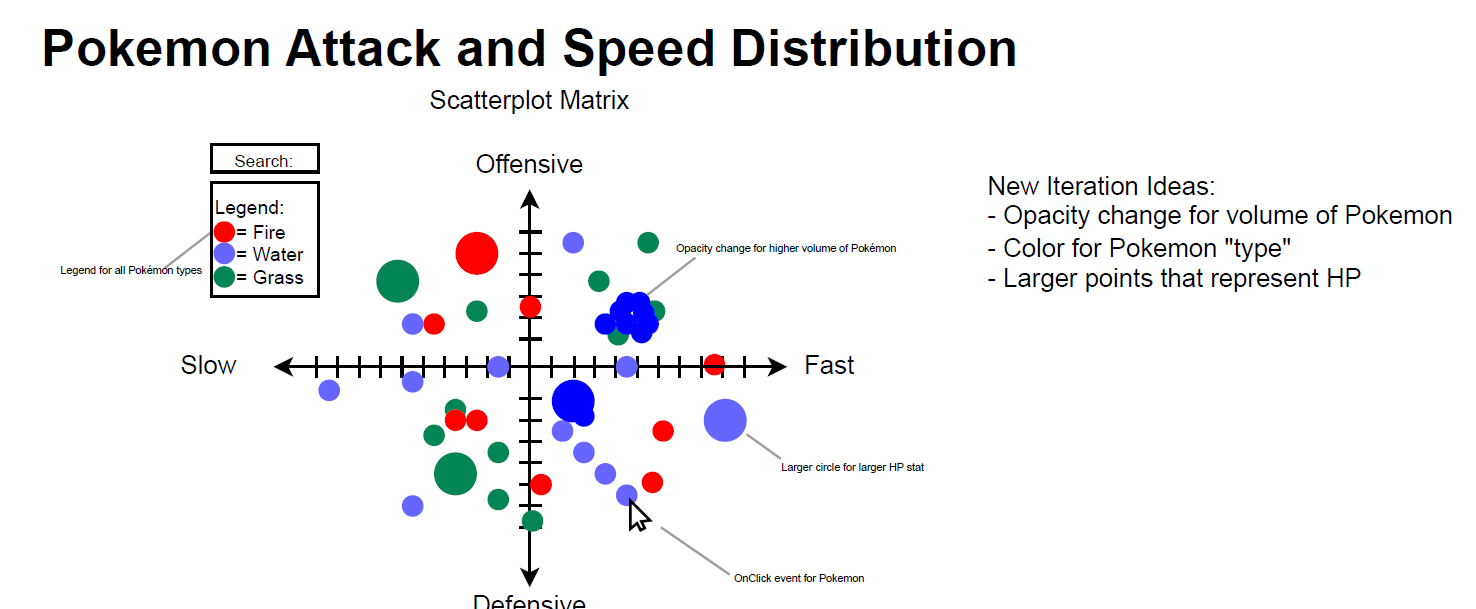 Pokemon Attack and Speed Distribution
Scatterplot Matrix
Search:
Offensive
Legend:
= Fire
= Water
= Grass
Legend for all Pokémon types
Opacity change for higher volume of Pokémon
New Iteration Ideas:
- Opacity change for volume of Pokemon
- Color for Pokemon "type"
- Larger points that represent HP
Slow
Fast
Larger circle for larger HP stat
OnClick event for Pokemon
Defensive